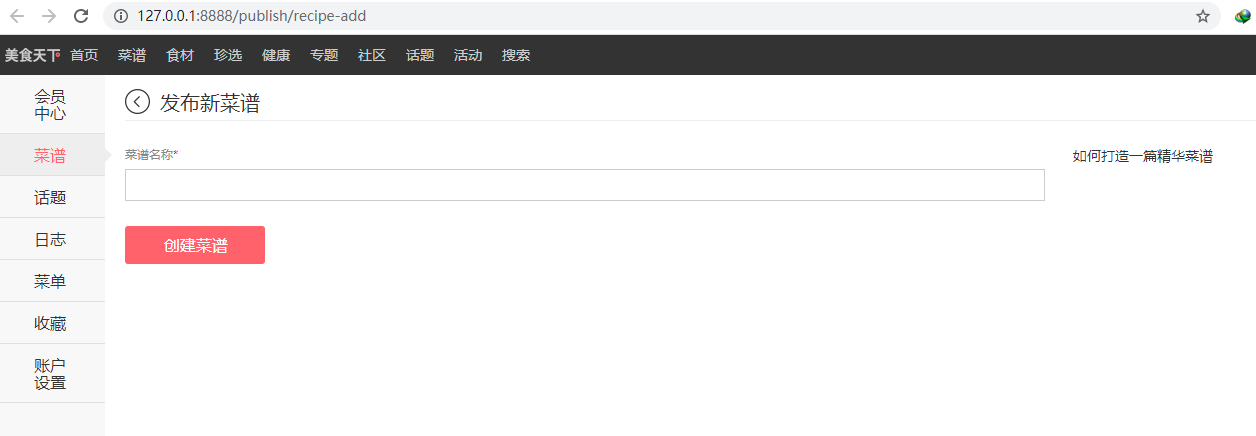 127.0.0.1:8888/publish/recipe-add
美食天下 首页 菜谱 食材 珍选 健康 专题 社区 话题 活动 搜索
会员
中心
菜谱
话题
日志
菜单
收藏
账户
设置
发布新菜谱
菜谱名称*
创建菜谱
如何打造一篇精华菜谱